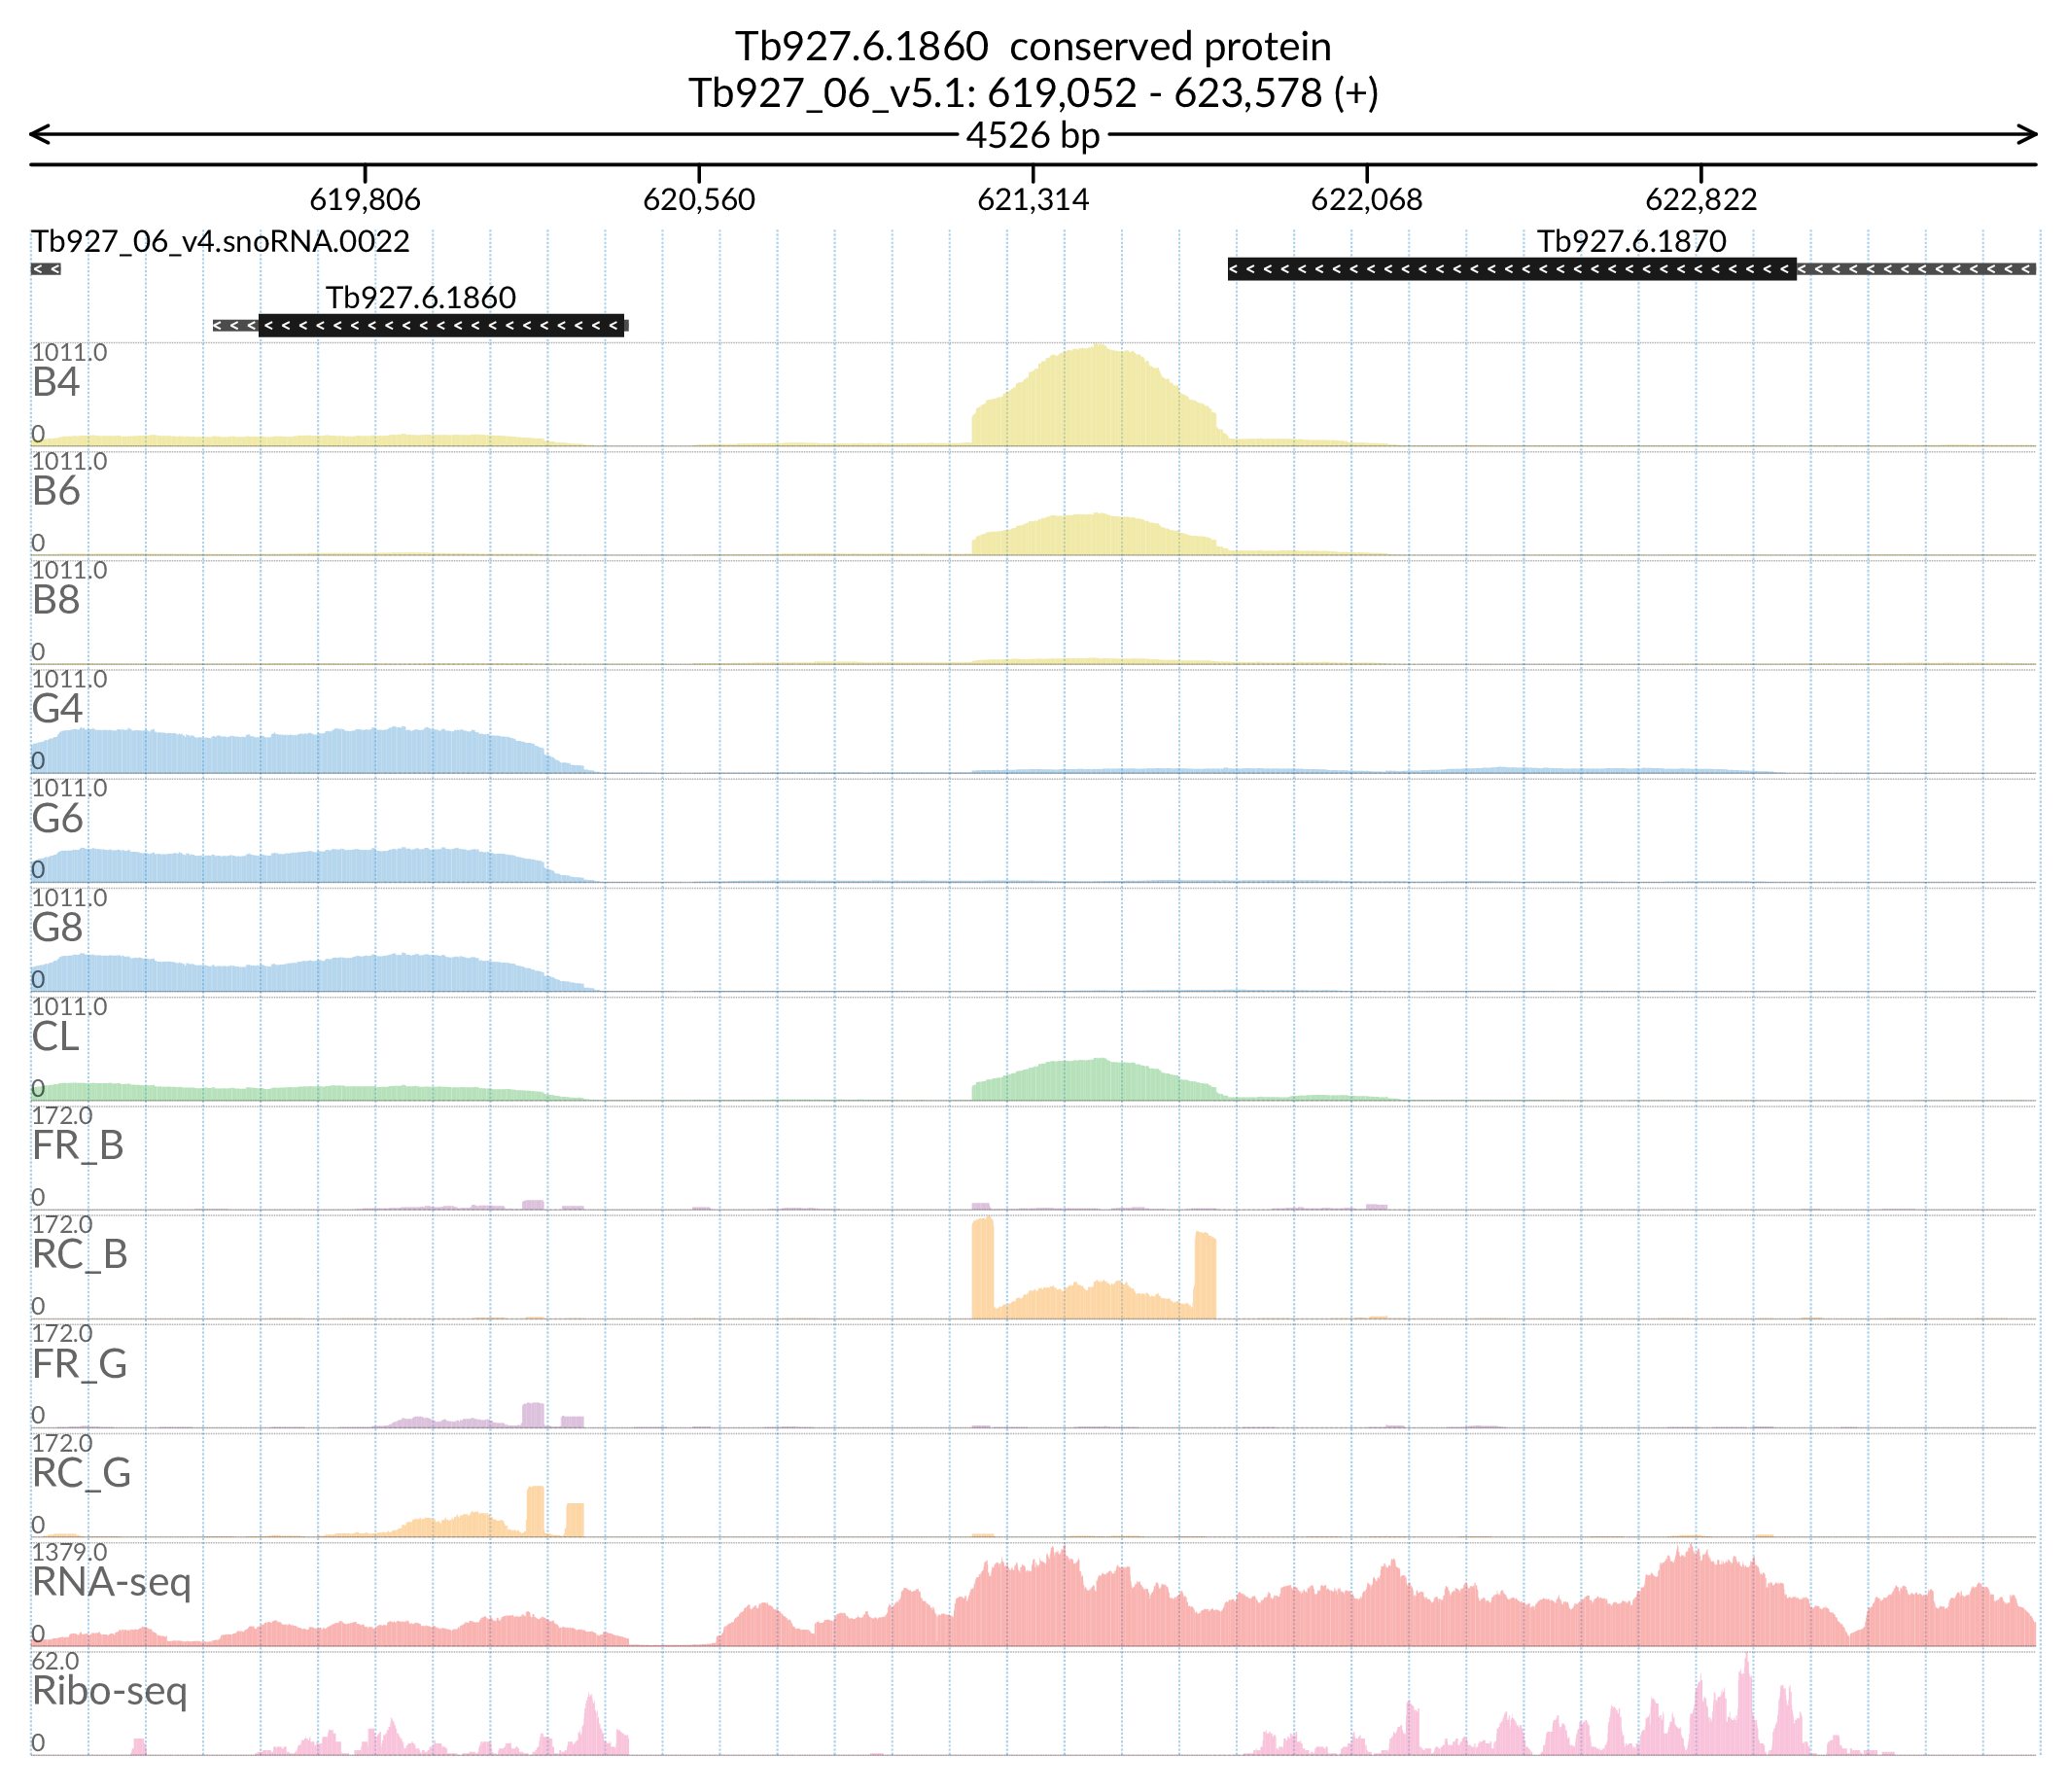 Tb927.6.1860  conserved protein
Tb927_06_v5.1: 619,052 - 623,578 (+)
4526 bp
619,806 620,560 621,314 622,068 622,822
Tb927_06_v4.snoRNA.0022 Tb927.6.1870
Tb927.6.1860
1011.0
B4
0
1011.0
B6
0
1011.0
B8
0
1011.0
G4
0
1011.0
G6
0
1011.0
G8
0
1011.0
CL
0
172.0
FR_B
0
172.0
RC_B
0
172.0
FR_G
0
172.0
RC_G
0
1379.0
RNA-seq
0
62.0
Ribo-seq
0